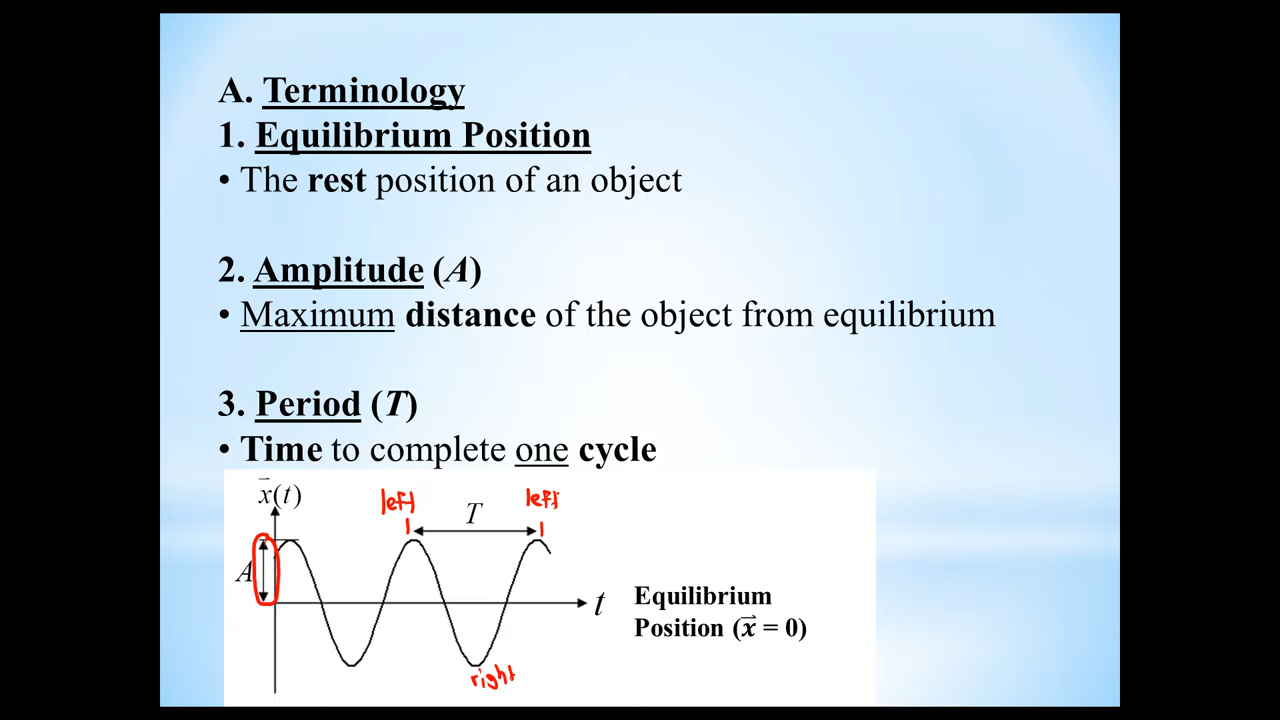 A. Terminology
1. Equilibrium Position
• The rest position of an object
2. Amplitude (A)
• Maximum distance of the object from equilibrium
3. Period (T)
• Time to complete one cycle
x⃗(t)
left
left
T
A
t
Equilibrium
Position (x⃗ = 0)
right